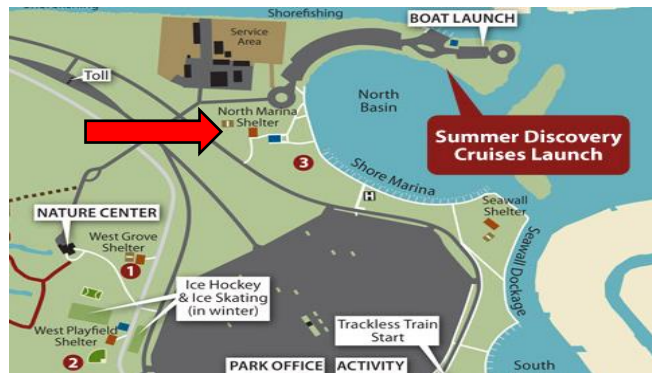 Shorefishing
Shorefishing
BOAT LAUNCH
Service
Area
Toll
North
Basin
North Marina
Shelter
Summer Discovery
Cruises Launch
3
Shore Marina
H
NATURE CENTER
Seawall
Shelter
West Grove
Shelter
Seawall Dockage
1
Ice Hockey
& Ice Skating
(in winter)
West Playfield
Shelter
Trackless Train
Start
2
PARK OFFICE
ACTIVITY
South